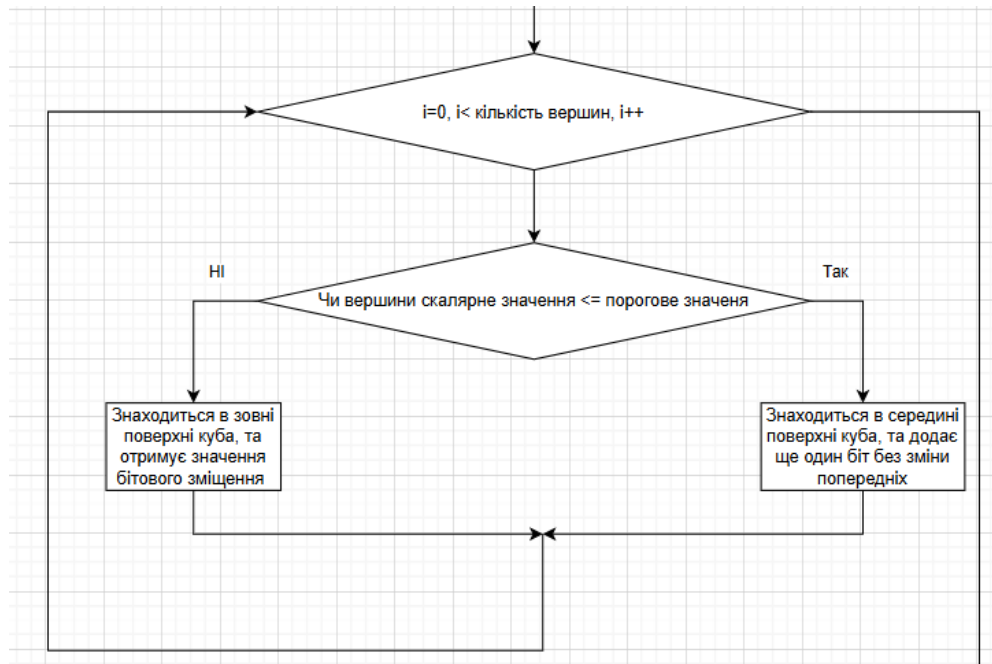 i=0, i< кількість вершин, i++
НІ
Так
Чи вершини скалярне значення <= порогове значеня
Знаходиться в зовні
поверхні куба, та
отримує значення
бітового зміщення
Знаходиться в середині
поверхні куба, та додає
ще один біт без зміни
попередніх